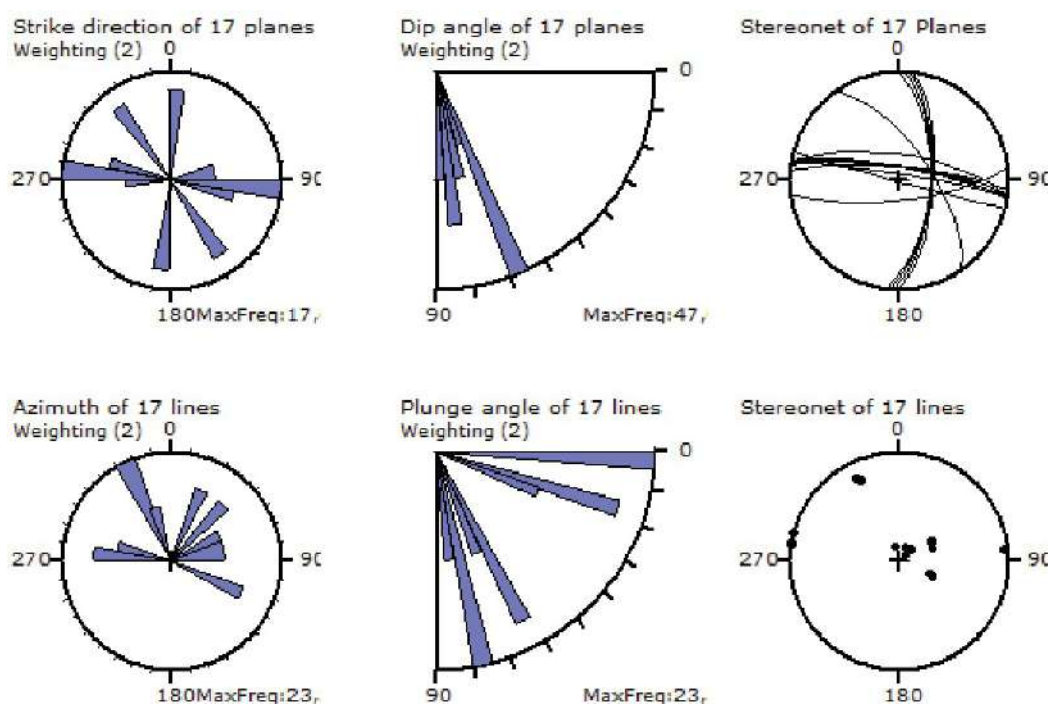 Strike direction of 17 planes
Weighting (2)
0
270
90
180MaxFreq:17,
Dip angle of 17 planes
Weighting (2)
0
90
MaxFreq:47,
Stereonet of 17 Planes
0
270
90
180
Azimuth of 17 lines
Weighting (2)
0
270
90
180MaxFreq:23,
Plunge angle of 17 lines
Weighting (2)
0
90
MaxFreq:23,
Stereonet of 17 lines
0
270
90
180